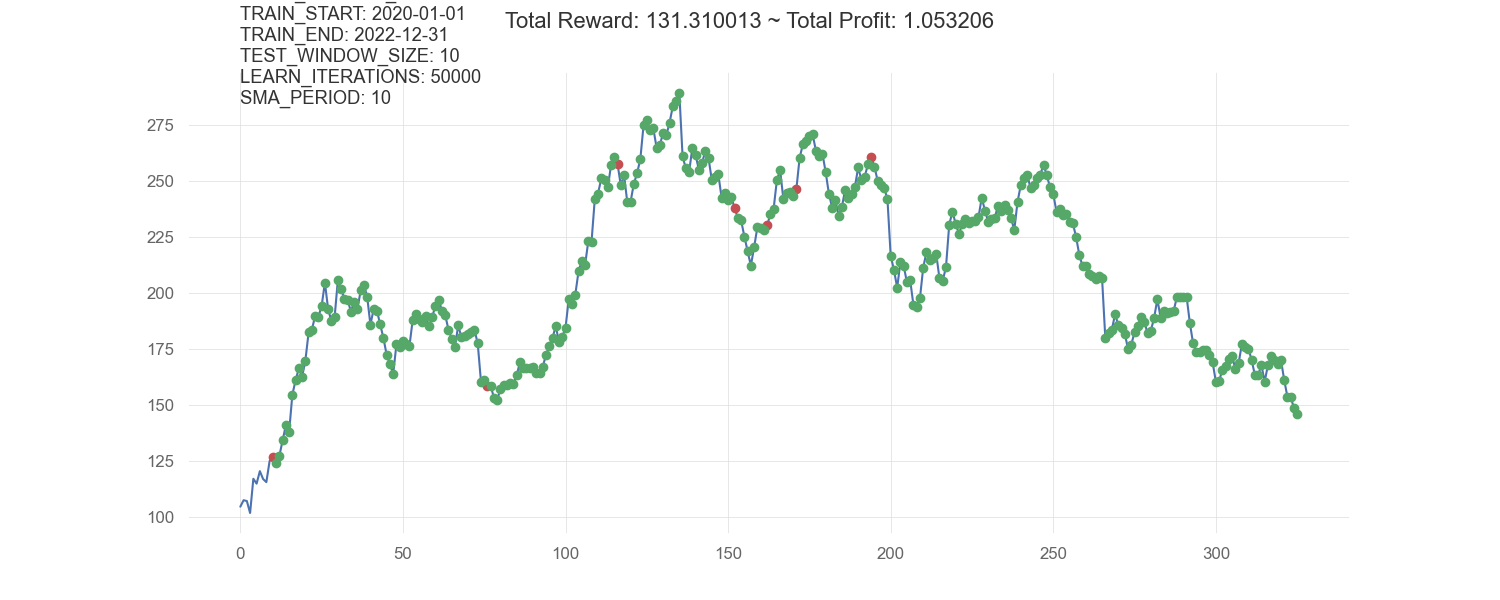 TRAIN_START: 2020-01-01
Total Reward: 131.310013 ~ Total Profit: 1.053206
TRAIN_END: 2022-12-31
TEST_WINDOW_SIZE: 10
LEARN_ITERATIONS: 50000
SMA_PERIOD: 10
275
250
225
200
175
150
125
100
0 50 100 150 200 250 300